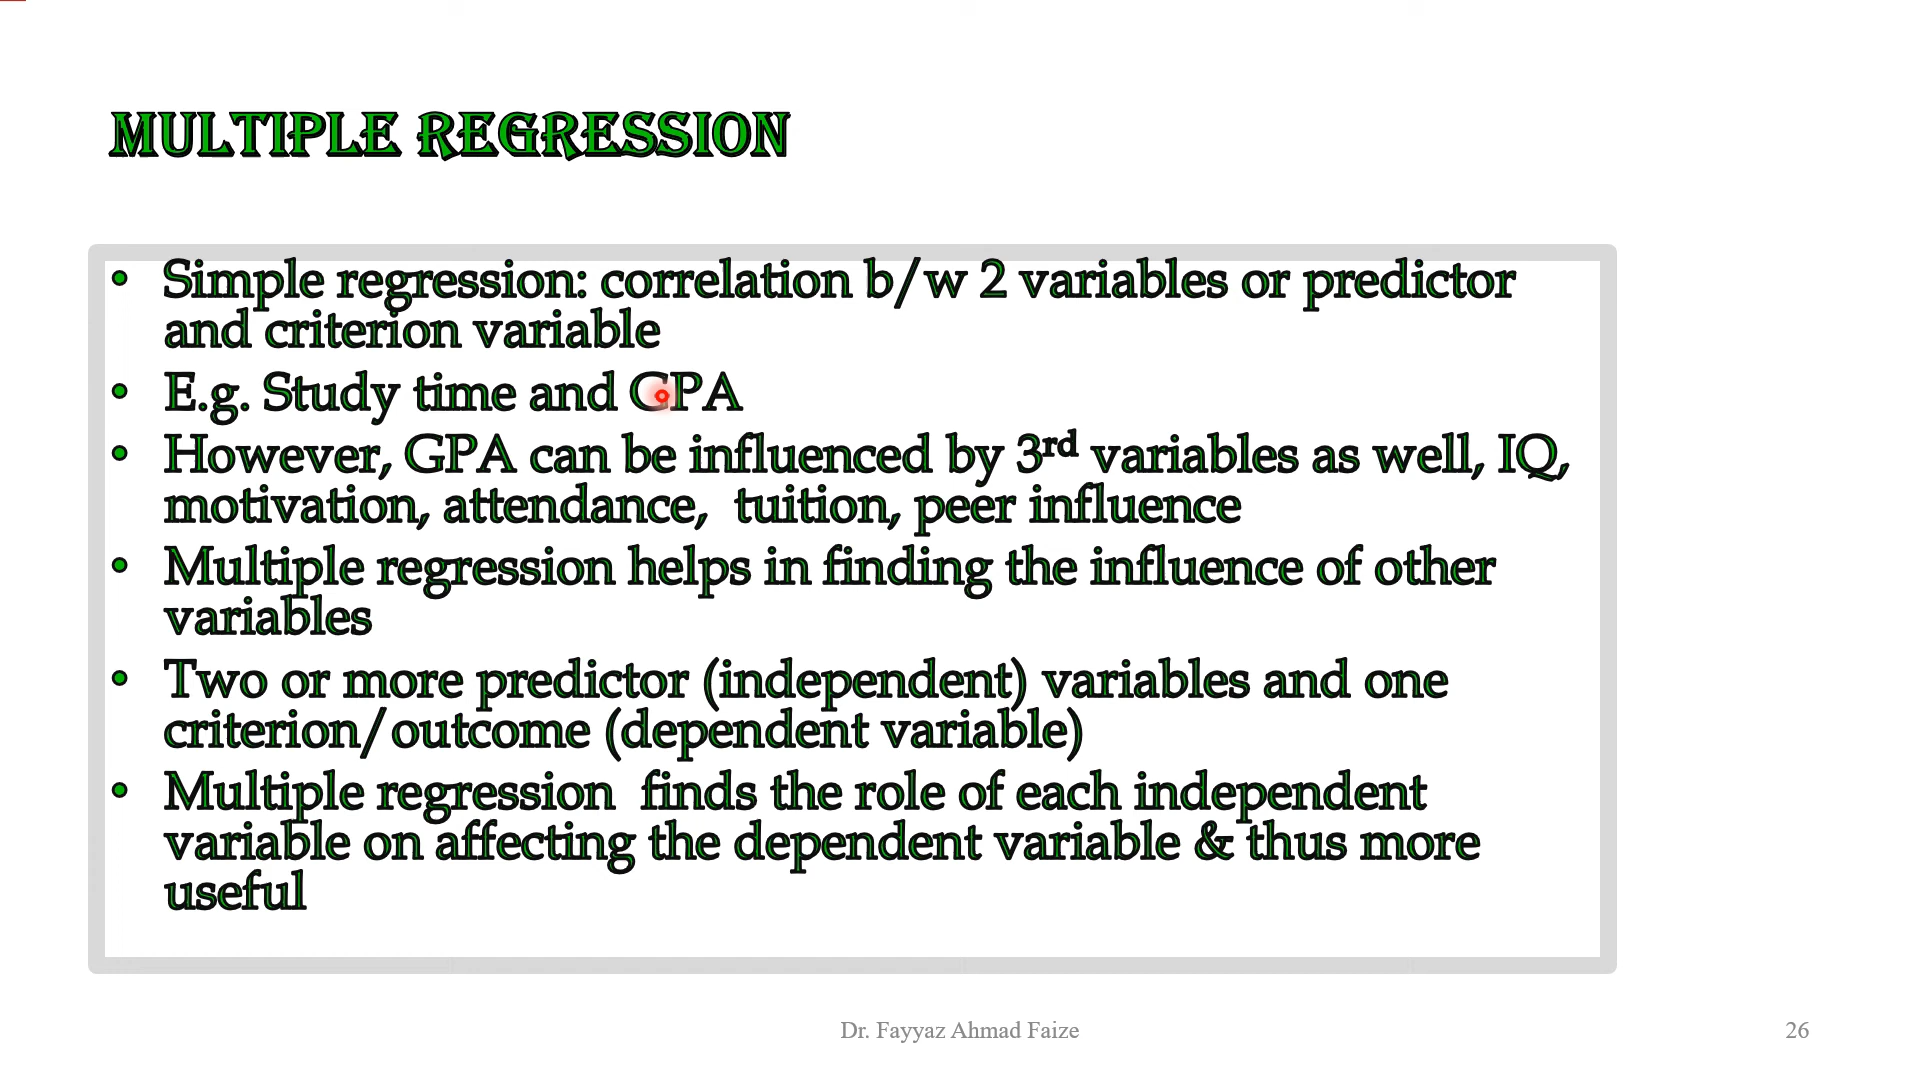 MULTIPLE REGRESSION
• Simple regression: correlation b/w 2 variables or predictor
and criterion variable
• E.g. Study time and GPA
• However, GPA can be influenced by 3rd variables as well, IQ,
motivation, attendance,  tuition, peer influence
• Multiple regression helps in finding the influence of other
variables
• Two or more predictor (independent) variables and one
criterion/outcome (dependent variable)
• Multiple regression  finds the role of each independent
variable on affecting the dependent variable & thus more
useful
Dr. Fayyaz Ahmad Faize
26